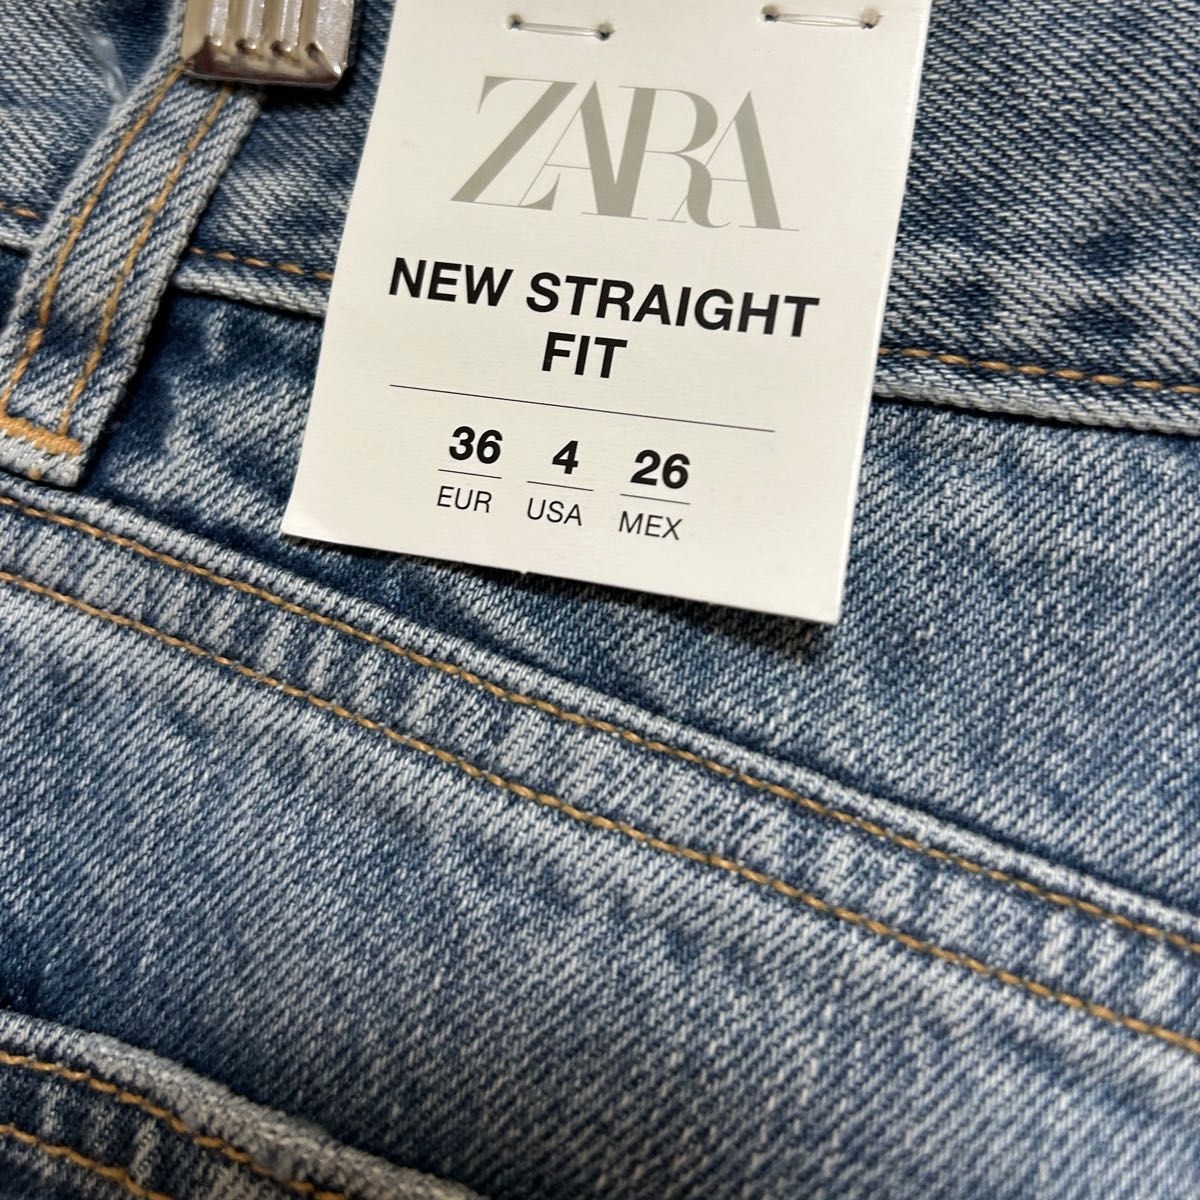 ZARA
NEW STRAIGHT
FIT
36 4 26
EUR USA MEX